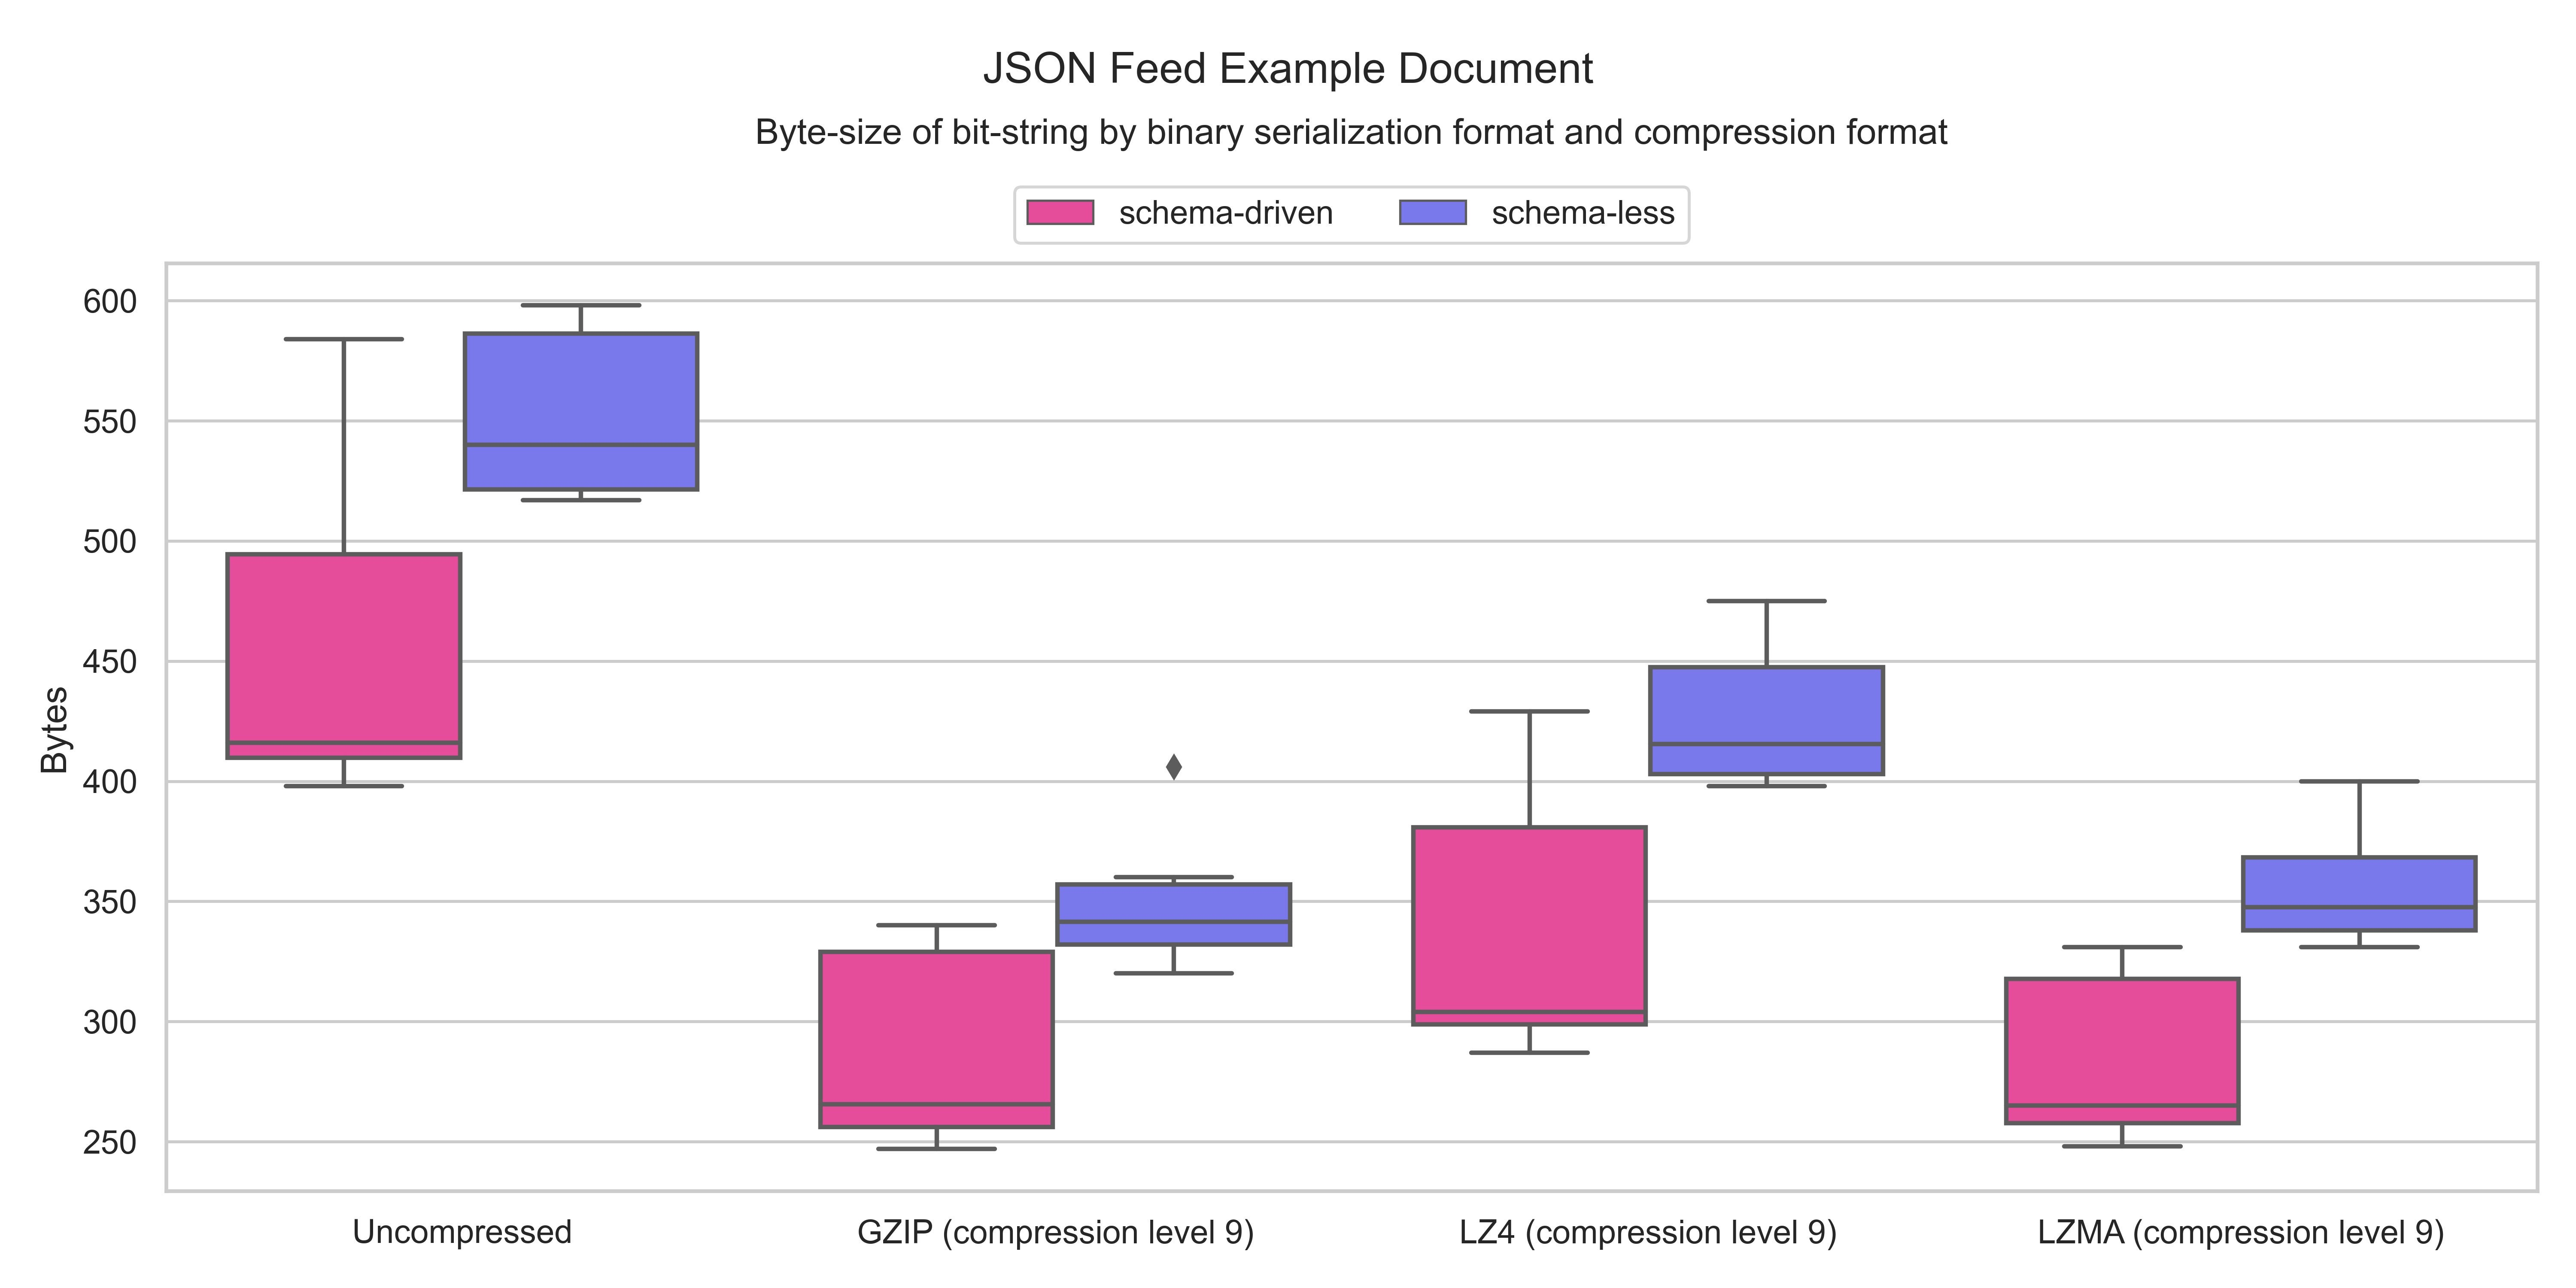 JSON Feed Example Document
Byte-size of bit-string by binary serialization format and compression format
schema-driven schema-less
600
550
500
450
400
350
300
250
Bytes
Uncompressed GZIP (compression level 9) LZ4 (compression level 9) LZMA (compression level 9)